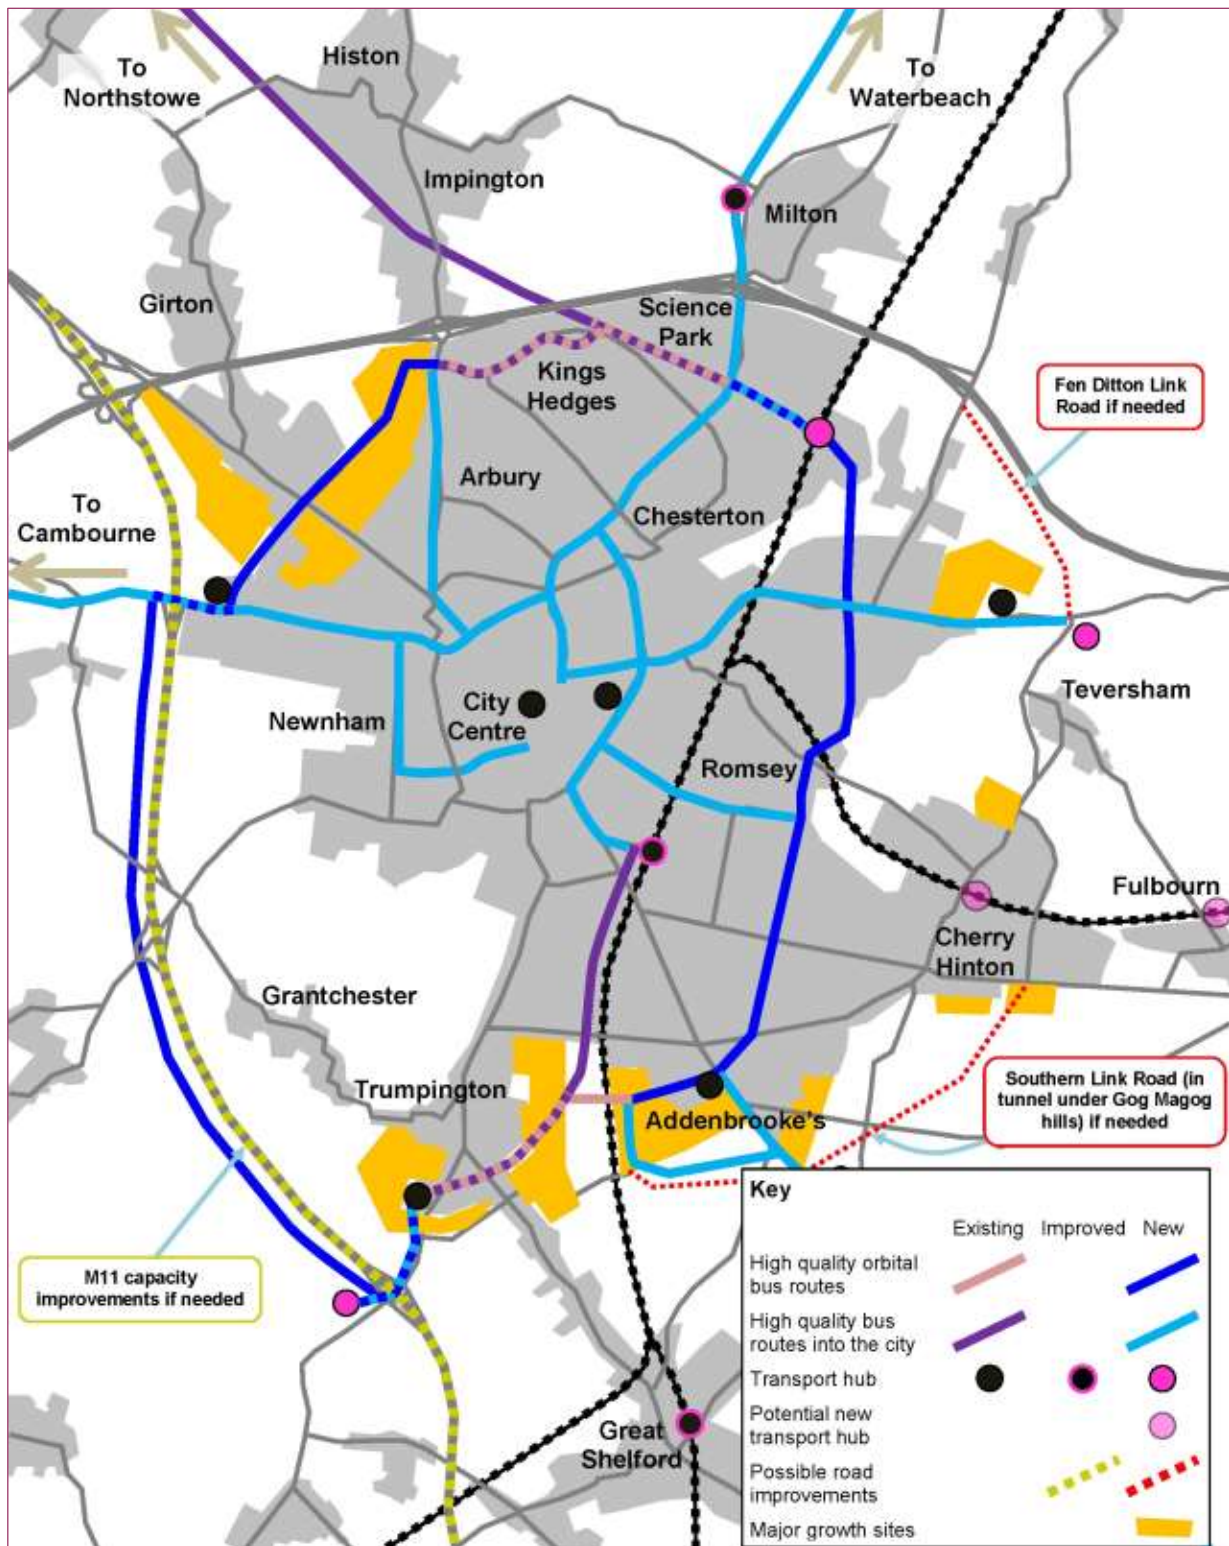 Histon
To
Northstowe
To
Waterbeach
Impington
Milton
Girton
Science
Park
Kings
Hedges
Fen Ditton Link
Road if needed
Arbury
To
Cambourne
Chesterton
Teversham
City
Centre
Newnham
Romsey
Fulbourn
Cherry
Hinton
Grantchester
Trumpington
Addenbrooke's
Southern Link Road (in
tunnel under Gog Magog
hills) if needed
M11 capacity
improvements if needed
Great
Shelford
Key
Existing Improved New
High quality orbital
bus routes
High quality bus
routes into the city
Transport hub
Potential new
transport hub
Possible road
improvements
Major growth sites